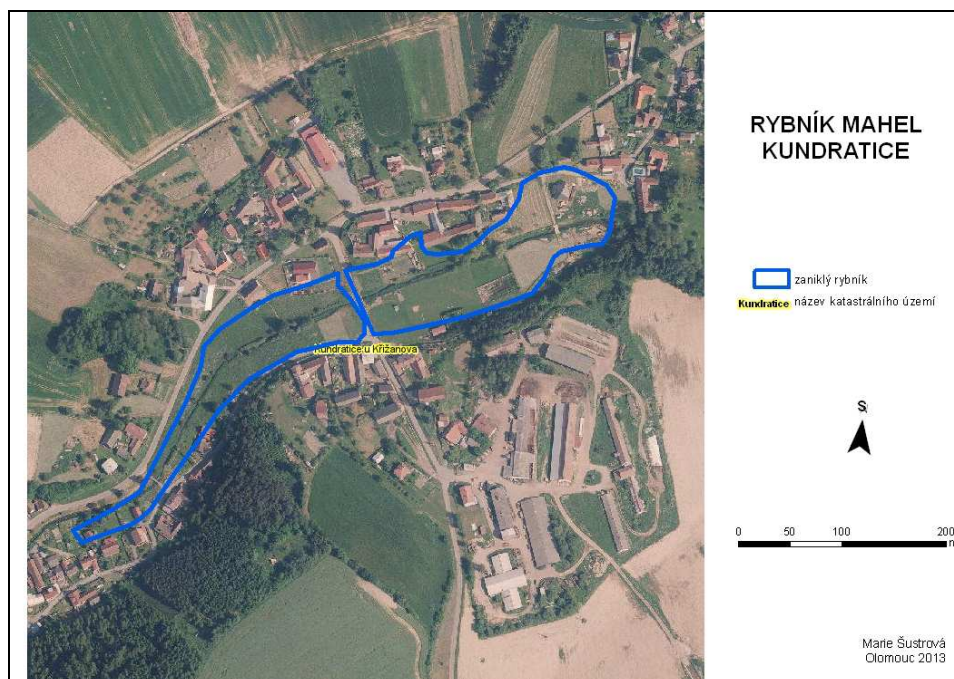 RYBNÍK MAHEL
KUNDRATICE
zaniklý rybník
Kundratice název katastrálního území
Kundratice u Křižanova
S
0 50 100 200
m
Marie Šustrová
Olomouc 2013